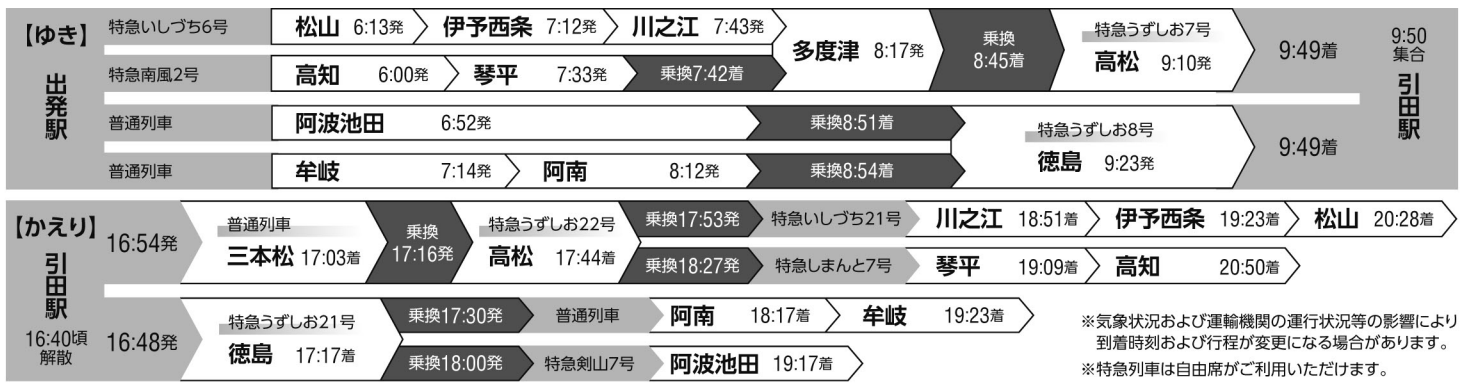 【ゆき】
出発駅
特急いしづち6号
松山 6:13発
伊予西条 7:12発
川之江 7:43発
特急南風2号
高知 6:00発
琴平 7:33発
乗換7:42着
多度津 8:17発
乗換
8:45着
特急うずしお7号
高松 9:10発
9:49着
普通列車
阿波池田 6:52発
乗換8:51着
普通列車
牟岐 7:14発
阿南 8:12発
乗換8:54着
特急うずしお8号
徳島 9:23発
9:49着
9:50
集合
引田駅
【かえり】
引田駅
16:40頃
解散
16:54発
普通列車
三本松 17:03着
乗換
17:16発
特急うずしお22号
高松 17:44着
乗換17:53発
特急いしづち21号
川之江 18:51着
伊予西条 19:23着
松山 20:28着
乗換18:27発
特急しまんと7号
琴平 19:09着
高知 20:50着
16:48発
特急うずしお21号
徳島 17:17着
乗換17:30発
普通列車
阿南 18:17着
牟岐 19:23着
乗換18:00発
特急剣山7号
阿波池田 19:17着
※気象状況および運輸機関の運行状況等の影響により
到着時刻および行程が変更になる場合があります。
※特急列車は自由席がご利用いただけます。